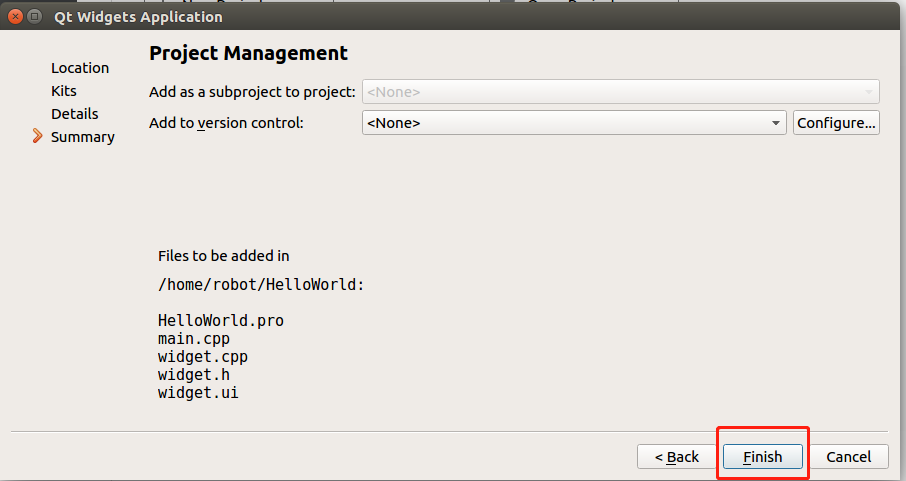 Qt Widgets Application
Location
Kits
Details
Summary
Project Management
Add as a subproject to project: <None>
Add to version control: <None> Configure...
Files to be added in
/home/robot/HelloWorld:
HelloWorld.pro
main.cpp
widget.cpp
widget.h
widget.ui
< Back Finish Cancel